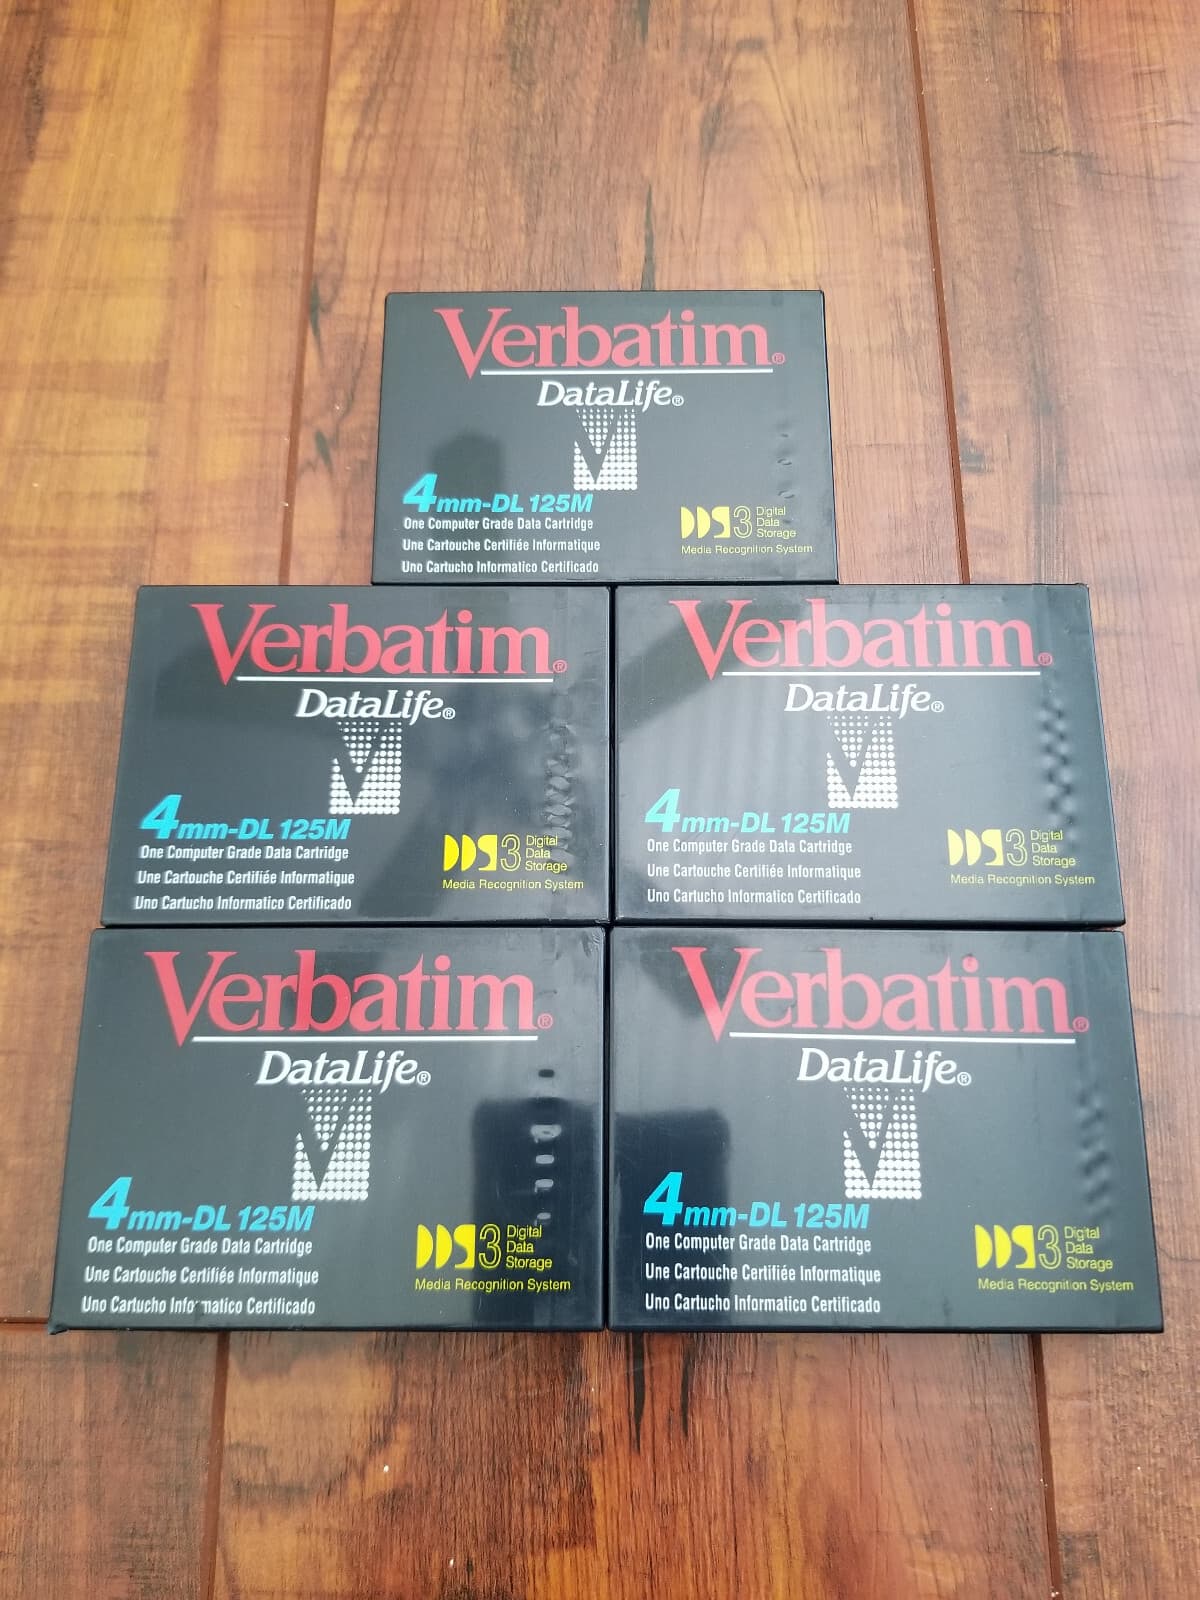 Verbatim®
DataLife®
4mm-DL 125M
One Computer Grade Data Cartridge
Une Cartouche Certifiée Informatique
Uno Cartucho Informatico Certificado
DDS3 Digital
Data
Storage
Media Recognition System
Verbatim®
DataLife®
4mm-DL 125M
One Computer Grade Data Cartridge
Une Cartouche Certifiée Informatique
Uno Cartucho Informatico Certificado
DDS3 Digital
Data
Storage
Media Recognition System
Verbatim®
DataLife®
4mm-DL 125M
One Computer Grade Data Cartridge
Une Cartouche Certifiée Informatique
Uno Cartucho Informatico Certificado
DDS3 Digital
Data
Storage
Media Recognition System
Verbatim®
DataLife®
4mm-DL 125M
One Computer Grade Data Cartridge
Une Cartouche Certifiée Informatique
Uno Cartucho Informatico Certificado
DDS3 Digital
Data
Storage
Media Recognition System
Verbatim®
DataLife®
4mm-DL 125M
One Computer Grade Data Cartridge
Une Cartouche Certifiée Informatique
Uno Cartucho Informatico Certificado
DDS3 Digital
Data
Storage
Media Recognition System